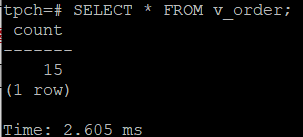 tpch=# SELECT * FROM v_order;
count
-------
15
(1 row)
Time: 2.605 ms